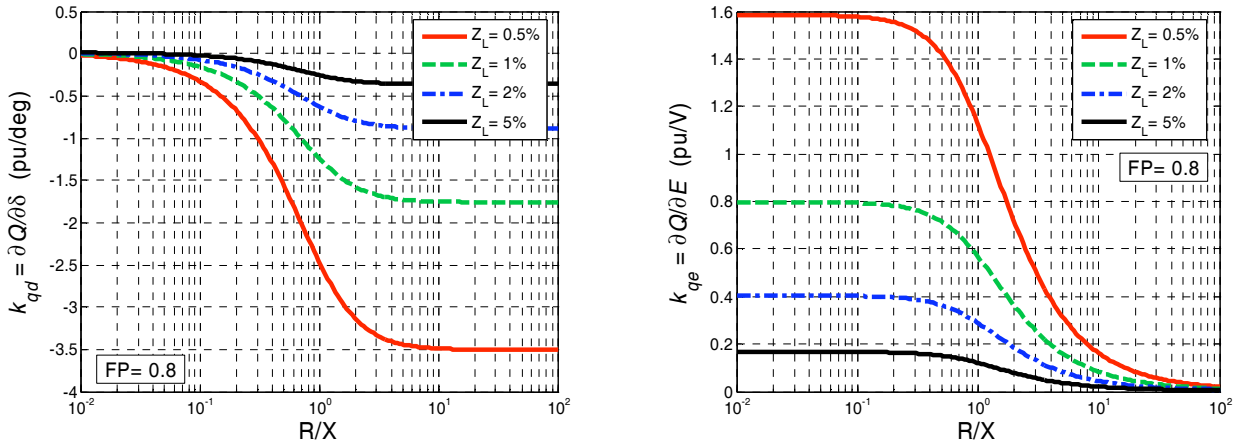 0
-0.5
-1
-1.5
-2
-2.5
-3
-3.5
-4
k_qd = ∂Q/∂δ (pu/deg)
Z_L= 0.5%
Z_L= 1%
Z_L= 2%
Z_L= 5%
FP= 0.8
10^-2
10^-1
10^0
10^1
10^2
R/X
1.6
1.4
1.2
1
0.8
0.6
0.4
0.2
0
k_qe = ∂Q/∂E (pu/V)
Z_L= 0.5%
Z_L= 1%
Z_L= 2%
Z_L= 5%
FP= 0.8
10^-2
10^-1
10^0
10^1
10^2
R/X